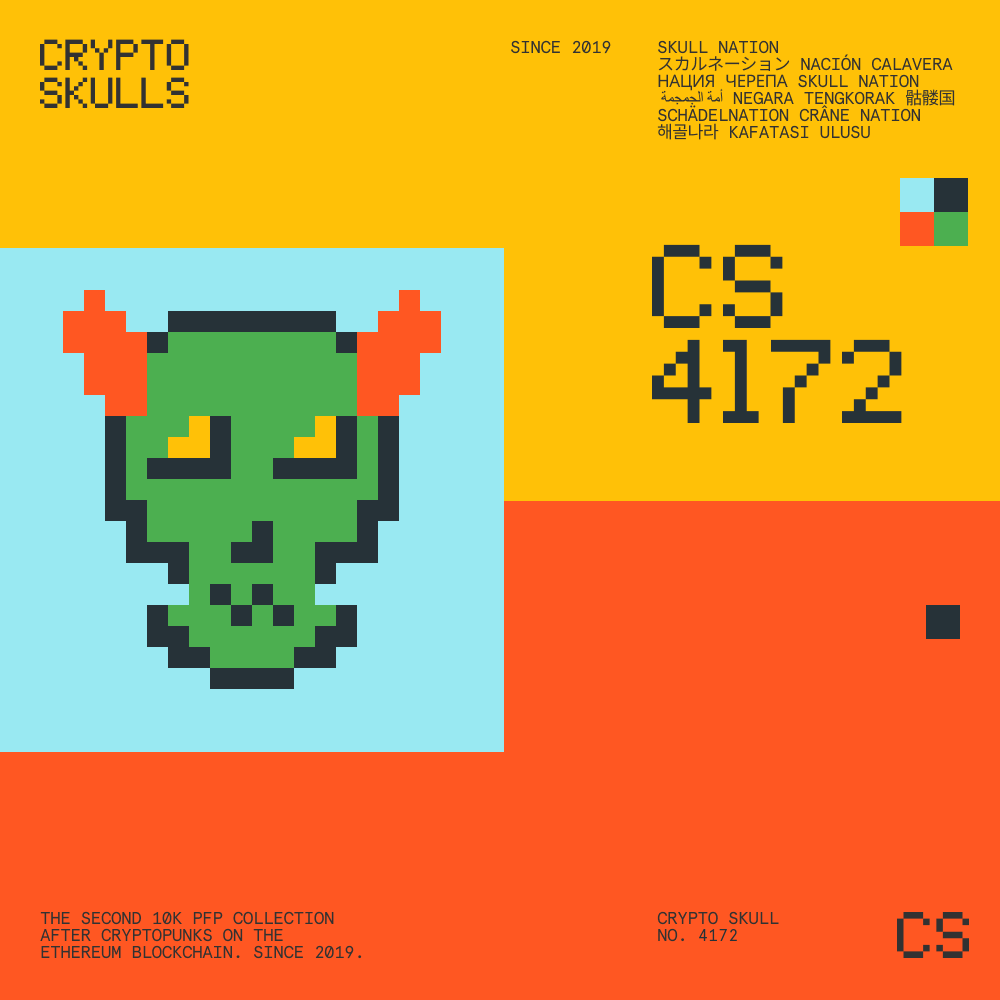 CRYPTO
SKULLS
SINCE 2019
SKULL NATION
スカルネーション NACIÓN CALAVERA
НАЦИЯ ЧЕРЕПА SKULL NATION
أمة الجمجمة NEGARA TENGKORAK 骷髅国
SCHÄDELNATION CRÂNE NATION
해골나라 KAFATASI ULUSU
CS
4172
THE SECOND 10K PFP COLLECTION
AFTER CRYPTOPUNKS ON THE
ETHEREUM BLOCKCHAIN. SINCE 2019.
CRYPTO SKULL
NO. 4172
CS